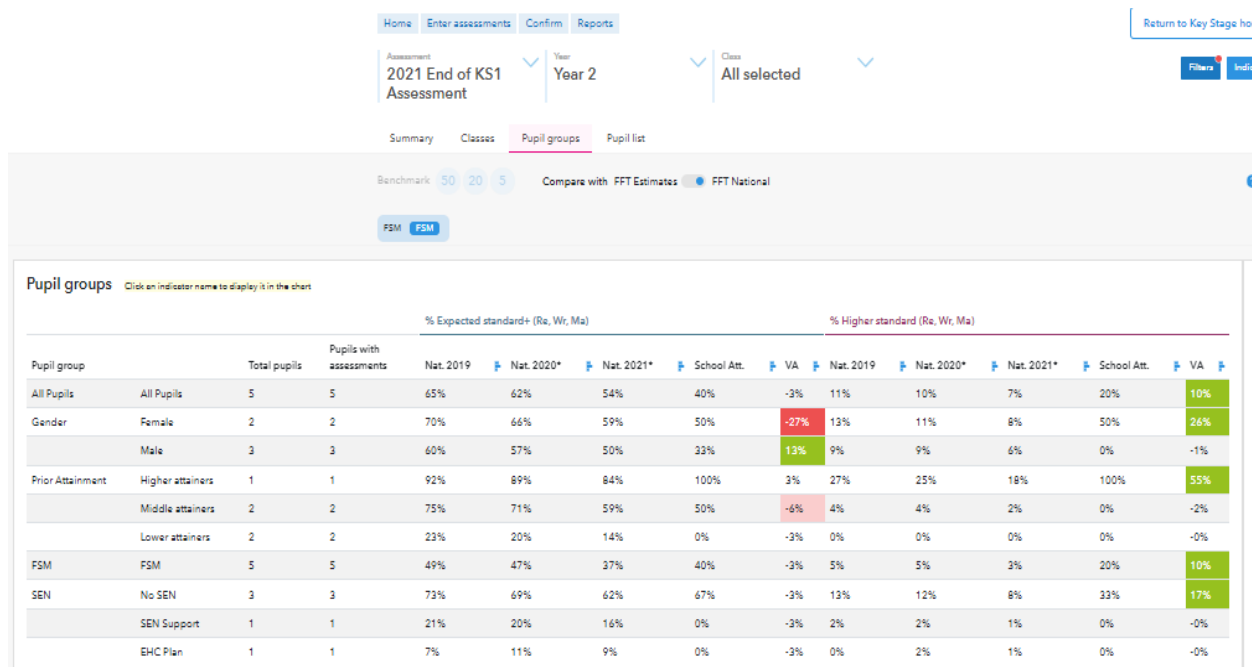 Home Enter assessments Confirm Reports
Return to Key Stage ho
Assessment Year Class
2021 End of KS1 Year 2 All selected
Assessment
Filters Indi
Summary Classes Pupil groups Pupil list
Benchmark 50 20 5 Compare with FFT Estimates FFT National
FSM FSM
Pupil groups Click an indicator name to display it in the chart
% Expected standard+ (Re, Wr, Ma) % Higher standard (Re, Wr, Ma)
Pupils with
Pupil group Total pupils assessments Nat. 2019 Nat. 2020* Nat. 2021* School Att. VA Nat. 2019 Nat. 2020* Nat. 2021* School Att. VA
All Pupils All Pupils 5 5 65% 62% 54% 40% -3% 11% 10% 7% 20% 10%
Gender Female 2 2 70% 66% 59% 50% -27% 13% 11% 8% 50% 26%
Male 3 3 60% 57% 50% 33% 13% 9% 9% 6% 0% -1%
Prior Attainment Higher attainers 1 1 92% 89% 84% 100% 3% 27% 25% 18% 100% 55%
Middle attainers 2 2 75% 71% 59% 50% -6% 4% 4% 2% 0% -2%
Lower attainers 2 2 23% 20% 14% 0% -3% 0% 0% 0% 0% -0%
FSM FSM 5 5 49% 47% 37% 40% -3% 5% 5% 3% 20% 10%
SEN No SEN 3 3 73% 69% 62% 67% -3% 13% 12% 8% 33% 17%
SEN Support 1 1 21% 20% 16% 0% -3% 2% 2% 1% 0% -0%
EHC Plan 1 1 7% 11% 9% 0% -3% 0% 2% 1% 0% -0%